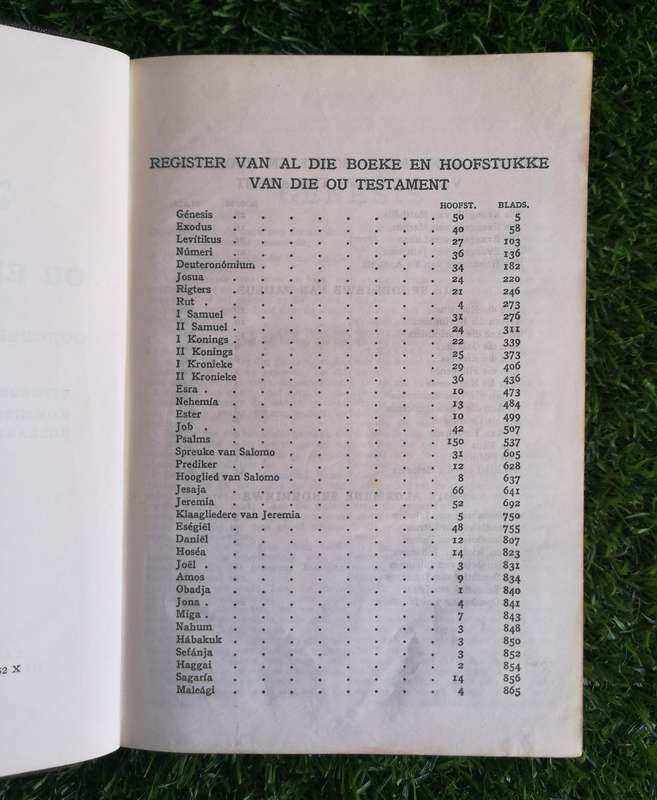 REGISTER VAN AL DIE BOEKE EN HOOFSTUKKE
VAN DIE OU TESTAMENT
HOOFST. BLADS.
Génesis . . . . . . . . 50 5
Exodus . . . . . . . . 40 58
Levítikus . . . . . . . . 27 103
Númeri . . . . . . . . 36 136
Deuteronómium . . . . . . . 34 182
Josua . . . . . . . . 24 220
Rigters . . . . . . . . 21 246
Rut . . . . . . . . . 4 273
I Samuel . . . . . . . . 31 276
II Samuel . . . . . . . . 24 311
I Konings . . . . . . . . 22 339
II Konings . . . . . . . . 25 373
I Kronieke . . . . . . . . 29 406
II Kronieke . . . . . . . . 36 436
Esra . . . . . . . . . 10 473
Nehemía . . . . . . . . 13 484
Ester . . . . . . . . 10 499
Job . . . . . . . . . 42 507
Psalms . . . . . . . . 150 537
Spreuke van Salomo . . . . . . 31 605
Prediker . . . . . . . . 12 628
Hooglied van Salomo . . . . . . 8 637
Jesaja . . . . . . . . 66 641
Jeremía . . . . . . . . 52 692
Klaagliedere van Jeremía . . . . . 5 750
Eségiël . . . . . . . . 48 755
Daniël . . . . . . . . 12 807
Hoséa . . . . . . . . 14 823
Joël . . . . . . . . . 3 831
Amos . . . . . . . . 9 834
Obadja . . . . . . . . 1 840
Jona . . . . . . . . . 4 841
Miga . . . . . . . . . 7 843
Nahum . . . . . . . . 3 848
Hábakuk . . . . . . . . 3 850
Sefánja . . . . . . . . 3 852
Haggai . . . . . . . . 2 854
Sagaría . . . . . . . . 14 856
Maleági . . . . . . . . 4 865
52 X